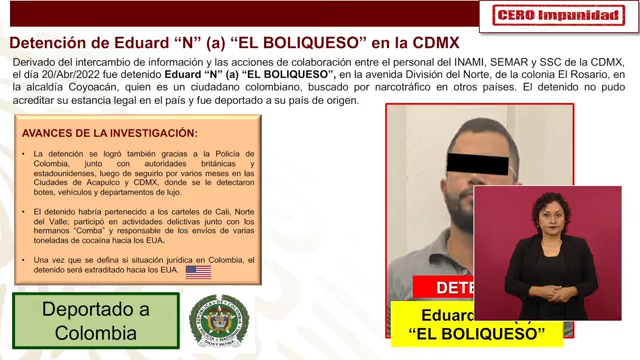 CERO Impunidad
Detención de Eduard “N” (a) “EL BOLIQUESO” en la CDMX
Derivado del intercambio de información y las acciones de colaboración entre el personal del INAMI, SEMAR y SSC de la CDMX,
el día 20/Abr/2022 fue detenido Eduard “N” (a) “EL BOLIQUESO”, en la avenida División del Norte, de la colonia El Rosario, en
la alcaldía Coyoacán, quien es un ciudadano colombiano, buscado por narcotráfico en otros países. El detenido no pudo
acreditar su estancia legal en el país y fue deportado a su país de origen.
AVANCES DE LA INVESTIGACIÓN:
• La detención se logró también gracias a la Policía de
Colombia, junto con autoridades británicas y
estadounidenses, luego de seguirlo por varios meses en las
Ciudades de Acapulco y CDMX, donde se le detectaron
botes, vehículos y departamentos de lujo.
• El detenido habría pertenecido a los carteles de Cali, Norte
del Valle; participó en actividades delictivas junto con los
hermanos “Comba” y responsable de los envíos de varias
toneladas de cocaína hacia los EUA.
• Una vez que se defina si situación jurídica en Colombia, el
detenido será extraditado hacia los EUA.
Deportado a
Colombia
DETE
Eduard
“EL BOLIQUESO”